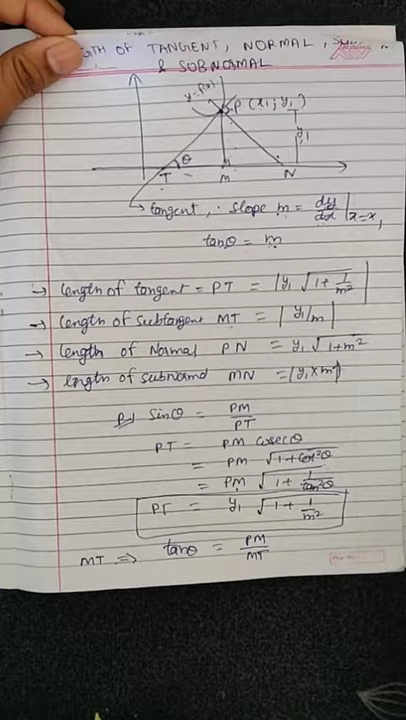 GTH OF TANGENT, NORMAL,
& SUBNORMAL
y=f(x)
P (x₁, y₁)
y₁
θ
T
M
N
tangent, slope m = dy/dx | x=x₁
tanθ = m
→ length of tangent = PT = |y₁ √(1+1/m²)|
→ length of Subtangent MT = |y₁/m|
→ length of Normal PN = y₁ √(1+m²)
→ length of subnormal MN = |y₁×m|
Sinθ = PM/PT
PT = PM cosecθ
= PM √(1+cot²θ)
= PM √(1+1/tan²θ)
PT = y₁ √(1+1/m²)
MT ⇒ tanθ = PM/MT